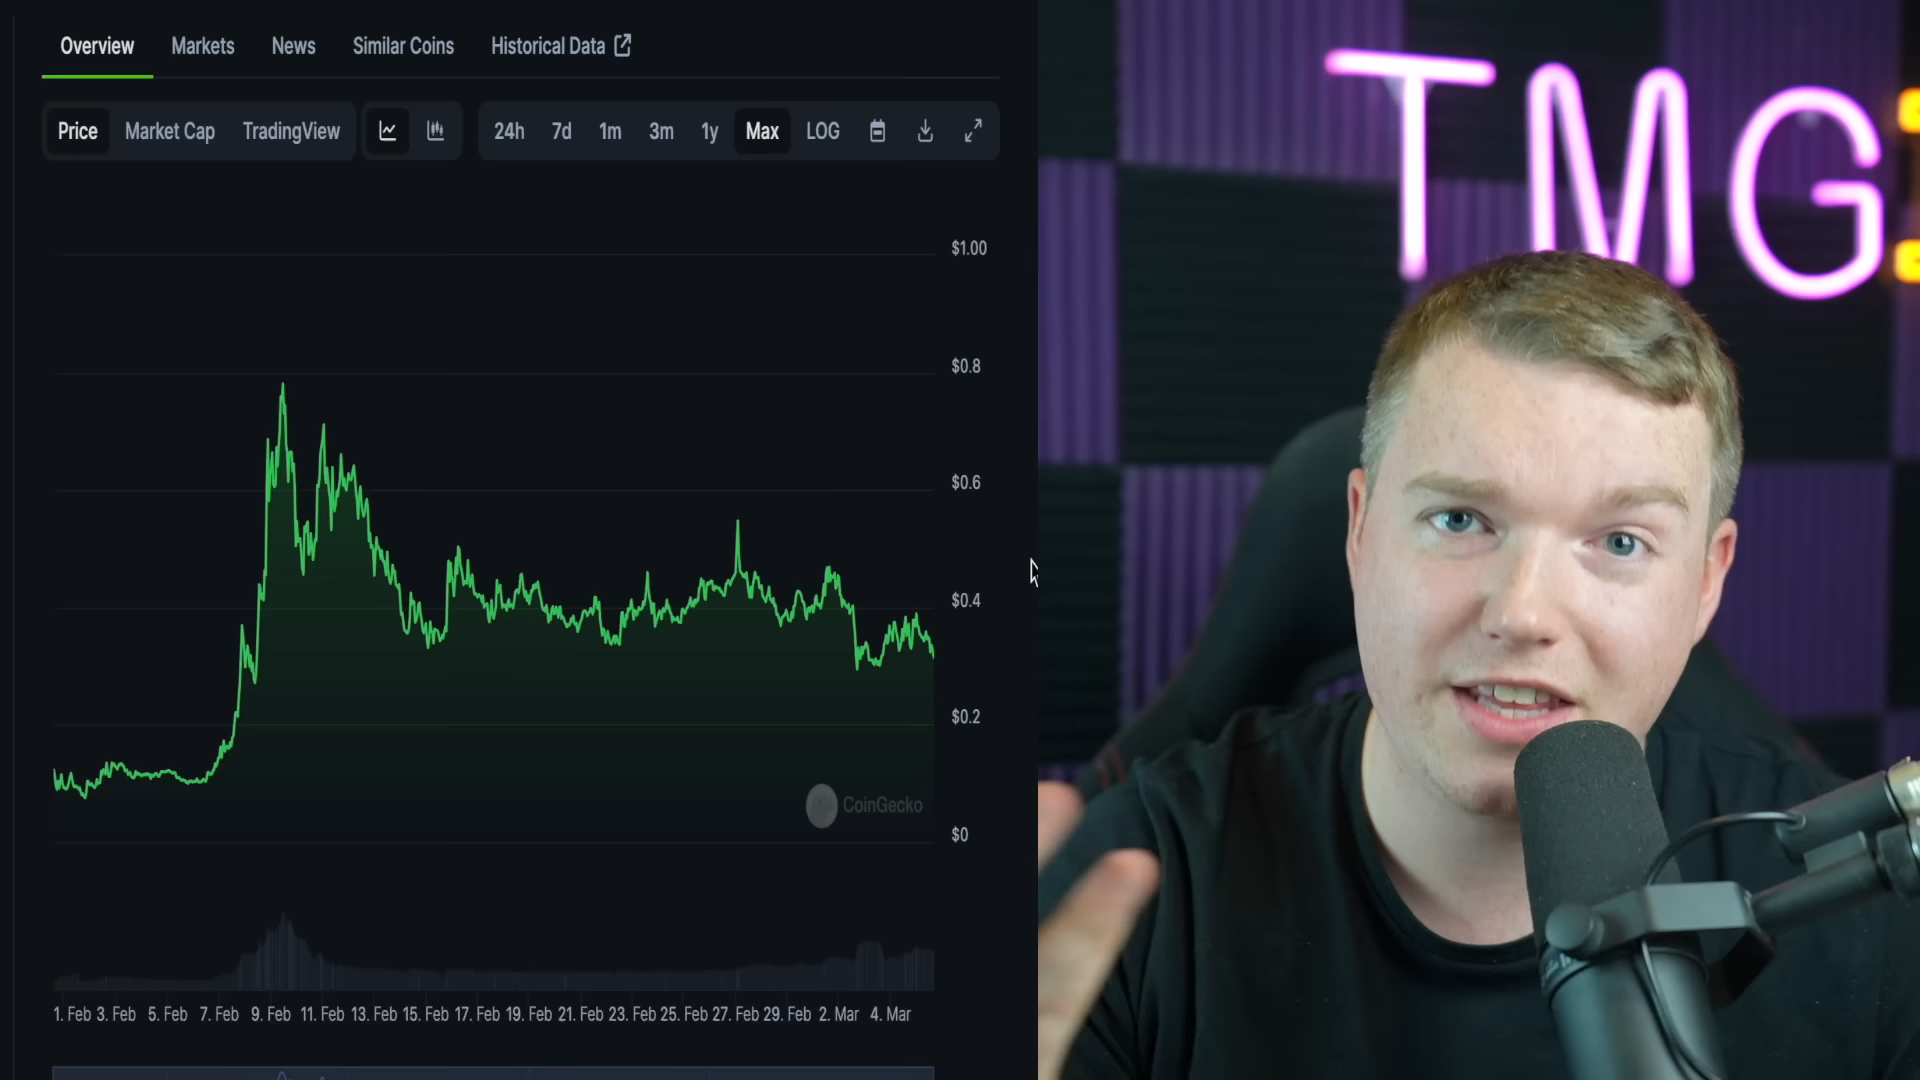 Overview Markets News Similar Coins Historical Data
Price Market Cap TradingView 24h 7d 1m 3m 1y Max LOG
$1.00
$0.8
$0.6
$0.4
$0.2
CoinGecko
$0
1. Feb 3. Feb 5. Feb 7. Feb 9. Feb 11. Feb 13. Feb 15. Feb 17. Feb 19. Feb 21. Feb 23. Feb 25. Feb 27. Feb 29. Feb 2. Mar 4. Mar
TMG